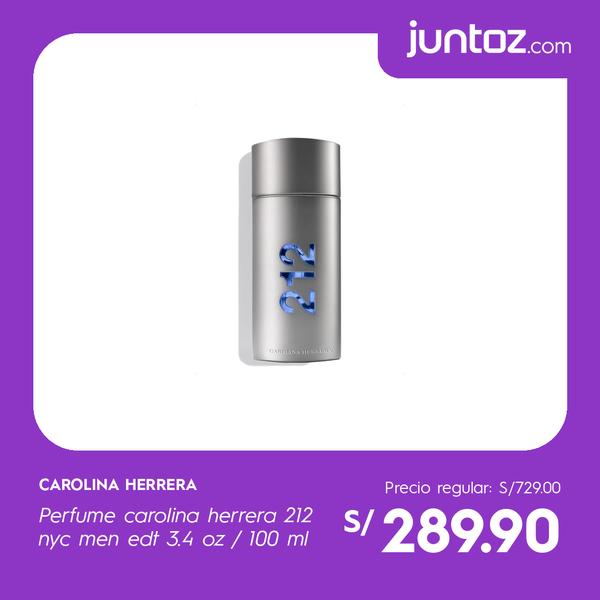 juntoz.com
212
CAROLINA HERRERA
CAROLINA HERRERA
Perfume carolina herrera 212
nyc men edt 3.4 oz / 100 ml
Precio regular: S/729.00
S/ 289.90